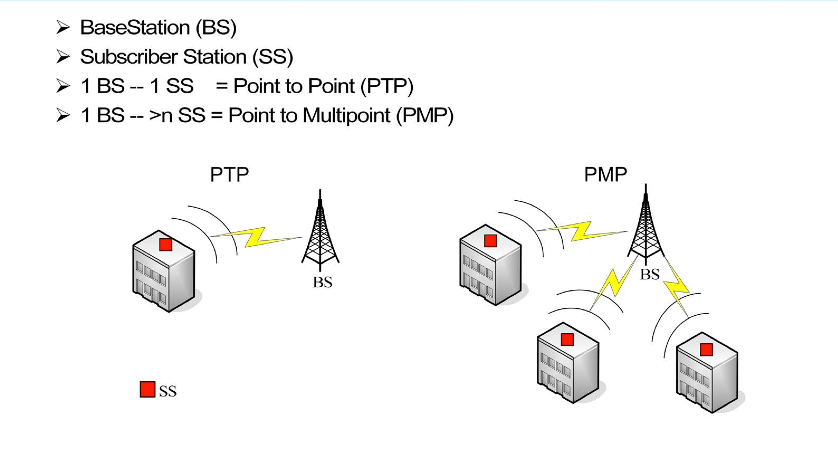 ➢ BaseStation (BS)
➢ Subscriber Station (SS)
➢ 1 BS -- 1 SS = Point to Point (PTP)
➢ 1 BS -- >n SS = Point to Multipoint (PMP)
PTP
PMP
BS
BS
SS